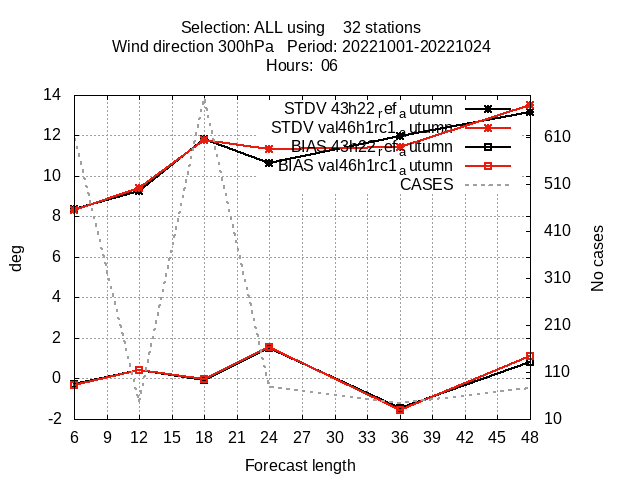 Selection: ALL using    32 stations
Wind direction 300hPa   Period: 20221001-20221024
Hours:  06
STDV 43h22ref_autumn
STDV val46h1rc1_autumn
BIAS 43h22ref_autumn
BIAS val46h1rc1_autumn
CASES
14
12
10
8
6
4
2
0
-2
deg
610
510
410
310
210
110
10
No cases
6 9 12 15 18 21 24 27 30 33 36 39 42 45 48
Forecast length